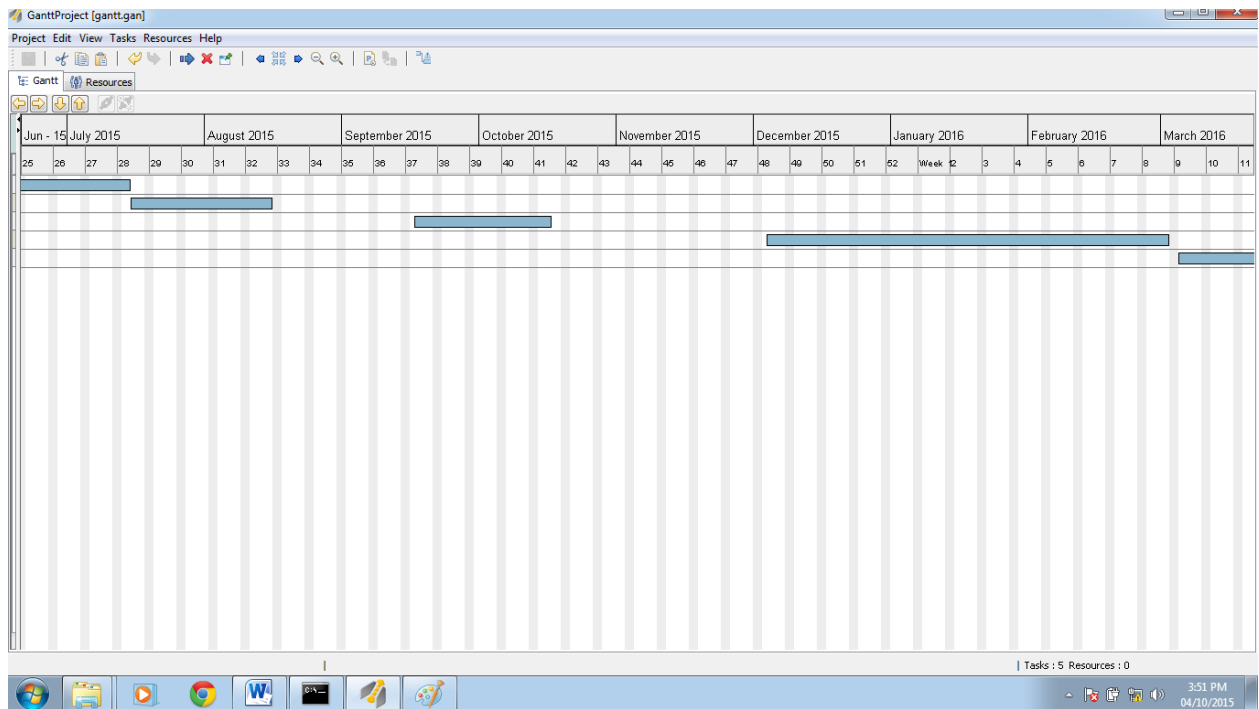 GanttProject [gantt.gan]
Project Edit View Tasks Resources Help
Gantt Resources
Jun - 15 July 2015 August 2015 September 2015 October 2015 November 2015 December 2015 January 2016 February 2016 March 2016
25 26 27 28 29 30 31 32 33 34 35 36 37 38 39 40 41 42 43 44 45 46 47 48 49 50 51 52 Week 2 3 4 5 6 7 8 9 10 11
Tasks : 5 Resources : 0
3:51 PM
04/10/2015